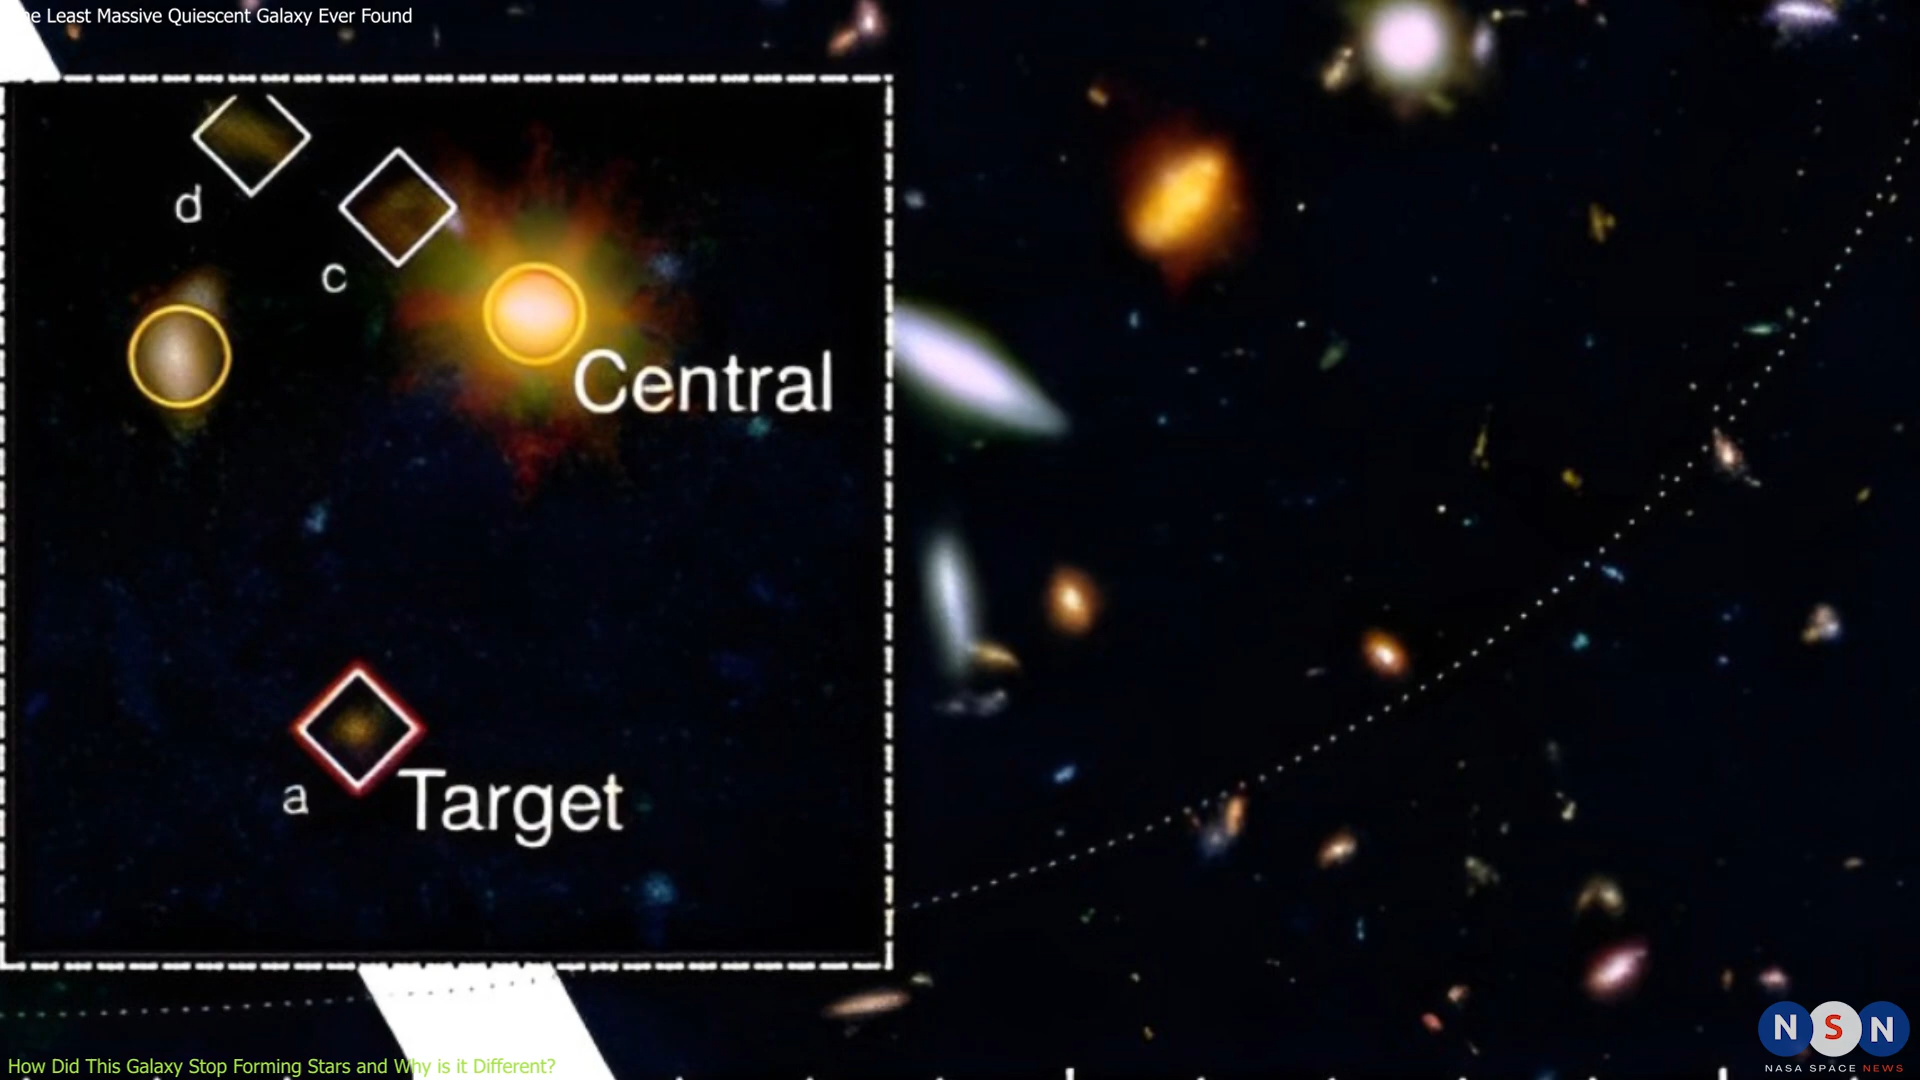 e Least Massive Quiescent Galaxy Ever Found
d
c
Central
a
Target
How Did This Galaxy Stop Forming Stars and Why is it Different?
NSN
NASA SPACE NEWS